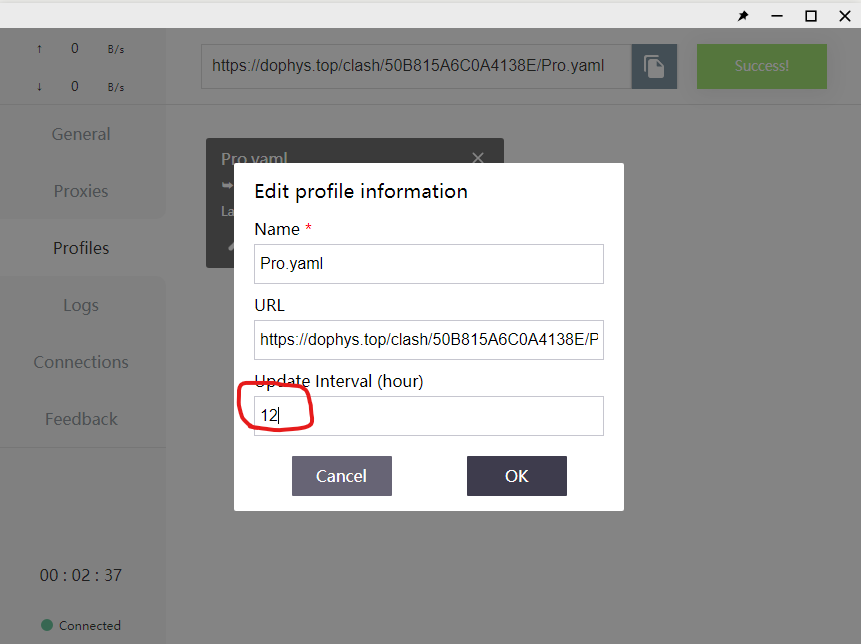 ↑ 0 B/s
↓ 0 B/s
https://dophys.top/clash/50B815A6C0A4138E/Pro.yaml
Success!
General
Proxies
Profiles
Logs
Connections
Feedback
00 : 02 : 37
Connected
Pro.yaml
La
Edit profile information
Name *
Pro.yaml
URL
https://dophys.top/clash/50B815A6C0A4138E/P
Update Interval (hour)
12
Cancel
OK